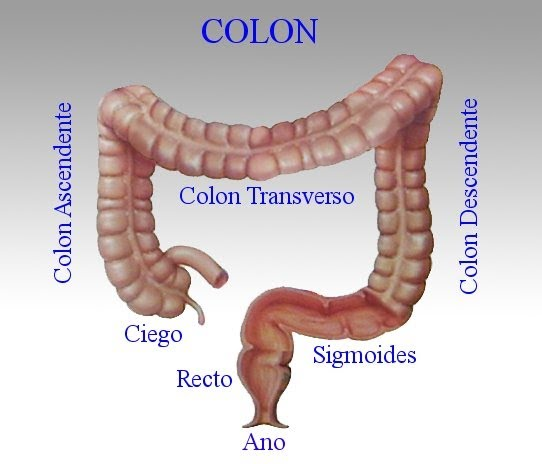 COLON
Colon Ascendente
Colon Transverso
Colon Descendente
Ciego
Sigmoides
Recto
Ano